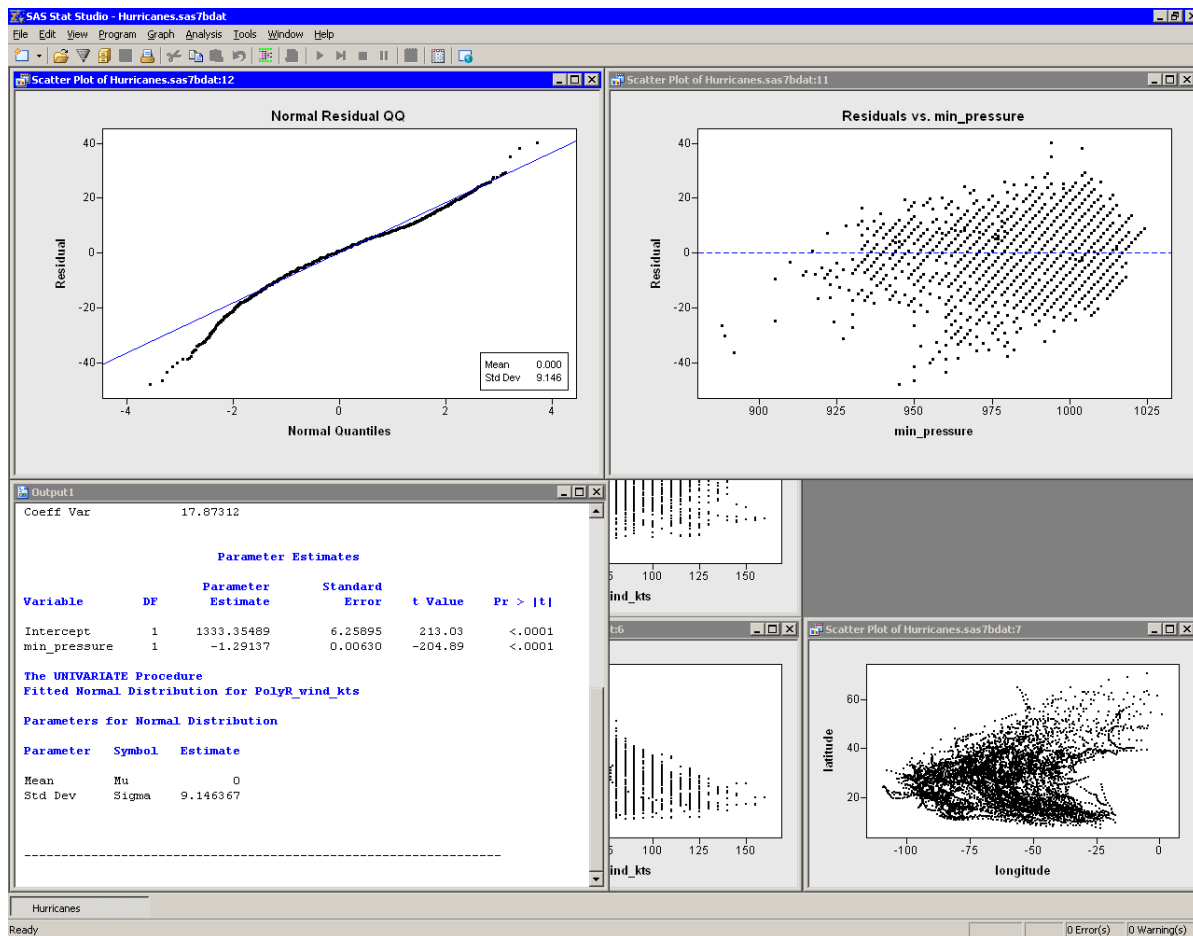 SAS Stat Studio - Hurricanes.sas7bdat
File Edit View Program Graph Analysis Tools Window Help
Scatter Plot of Hurricanes.sas7bdat:12
Normal Residual QQ
40
20
0
-20
-40
Residual
Mean 0.000
Std Dev 9.146
-4 -2 0 2 4
Normal Quantiles
Scatter Plot of Hurricanes.sas7bdat:11
Residuals vs. min_pressure
40
20
0
-20
-40
Residual
900 925 950 975 1000 1025
min_pressure
Output1
Coeff Var 17.87312
Parameter Estimates
Parameter Standard
Variable DF Estimate Error t Value Pr > |t|
Intercept 1 1333.35489 6.25895 213.03 <.0001
min_pressure 1 -1.29137 0.00630 -204.89 <.0001
The UNIVARIATE Procedure
Fitted Normal Distribution for PolyR_wind_kts
Parameters for Normal Distribution
Parameter Symbol Estimate
Mean Mu 0
Std Dev Sigma 9.146367
----------------------------------------------------------------
100 125 150
ind_kts
t:6
100 125 150
ind_kts
Scatter Plot of Hurricanes.sas7bdat:7
60
40
20
latitude
-100 -75 -50 -25 0
longitude
Hurricanes
Ready
0 Error(s) 0 Warning(s)